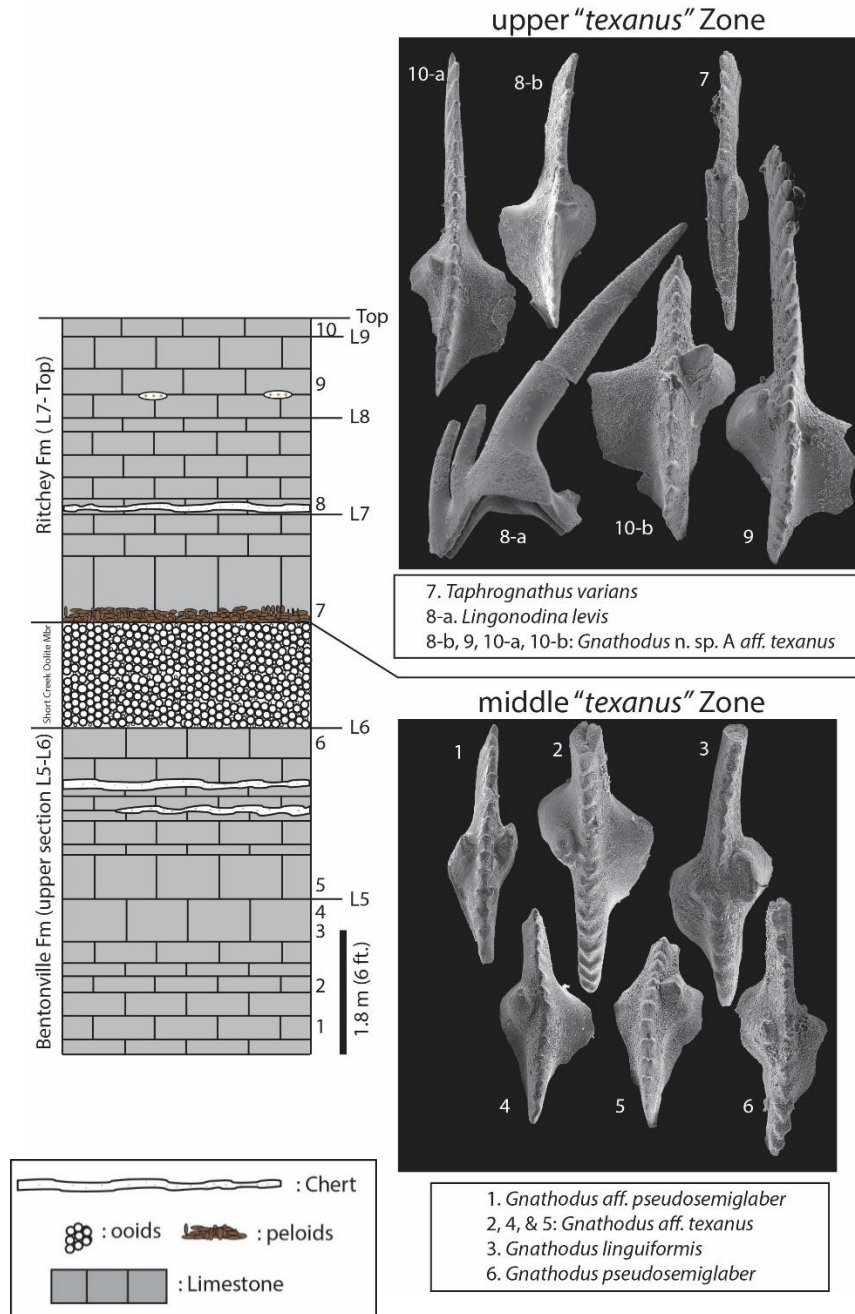 upper “texanus” Zone
10-a
8-b
7
8-a
10-b
9
7. Taphrognathus varians
8-a. Lingonodina levis
8-b, 9, 10-a, 10-b: Gnathodus n. sp. A aff. texanus
Top
10
L9
9
L8
8
L7
7
L6
6
5
L5
4
3
2
1
Ritchey Fm ( L7- Top)
Short Creek Oolite Mbr
Bentonville Fm (upper section L5-L6)
1.8 m (6 ft.)
middle “texanus” Zone
1
2
3
4
5
6
1. Gnathodus aff. pseudosemiglaber
2, 4, & 5: Gnathodus aff. texanus
3. Gnathodus linguiformis
6. Gnathodus pseudosemiglaber
: Chert
: ooids
: peloids
: Limestone